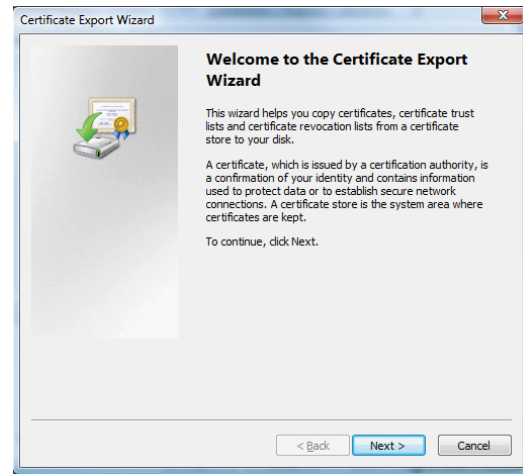 Certificate Export Wizard
Welcome to the Certificate Export
Wizard
This wizard helps you copy certificates, certificate trust
lists and certificate revocation lists from a certificate
store to your disk.
A certificate, which is issued by a certification authority, is
a confirmation of your identity and contains information
used to protect data or to establish secure network
connections. A certificate store is the system area where
certificates are kept.
To continue, click Next.
< Back
Next >
Cancel